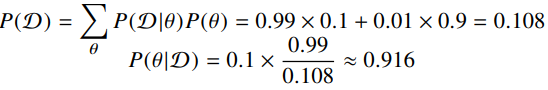 P(𝒟) = ∑_θ P(𝒟|θ)P(θ) = 0.99 × 0.1 + 0.01 × 0.9 = 0.108
P(θ|𝒟) = 0.1 × \frac{0.99}{0.108} ≈ 0.916